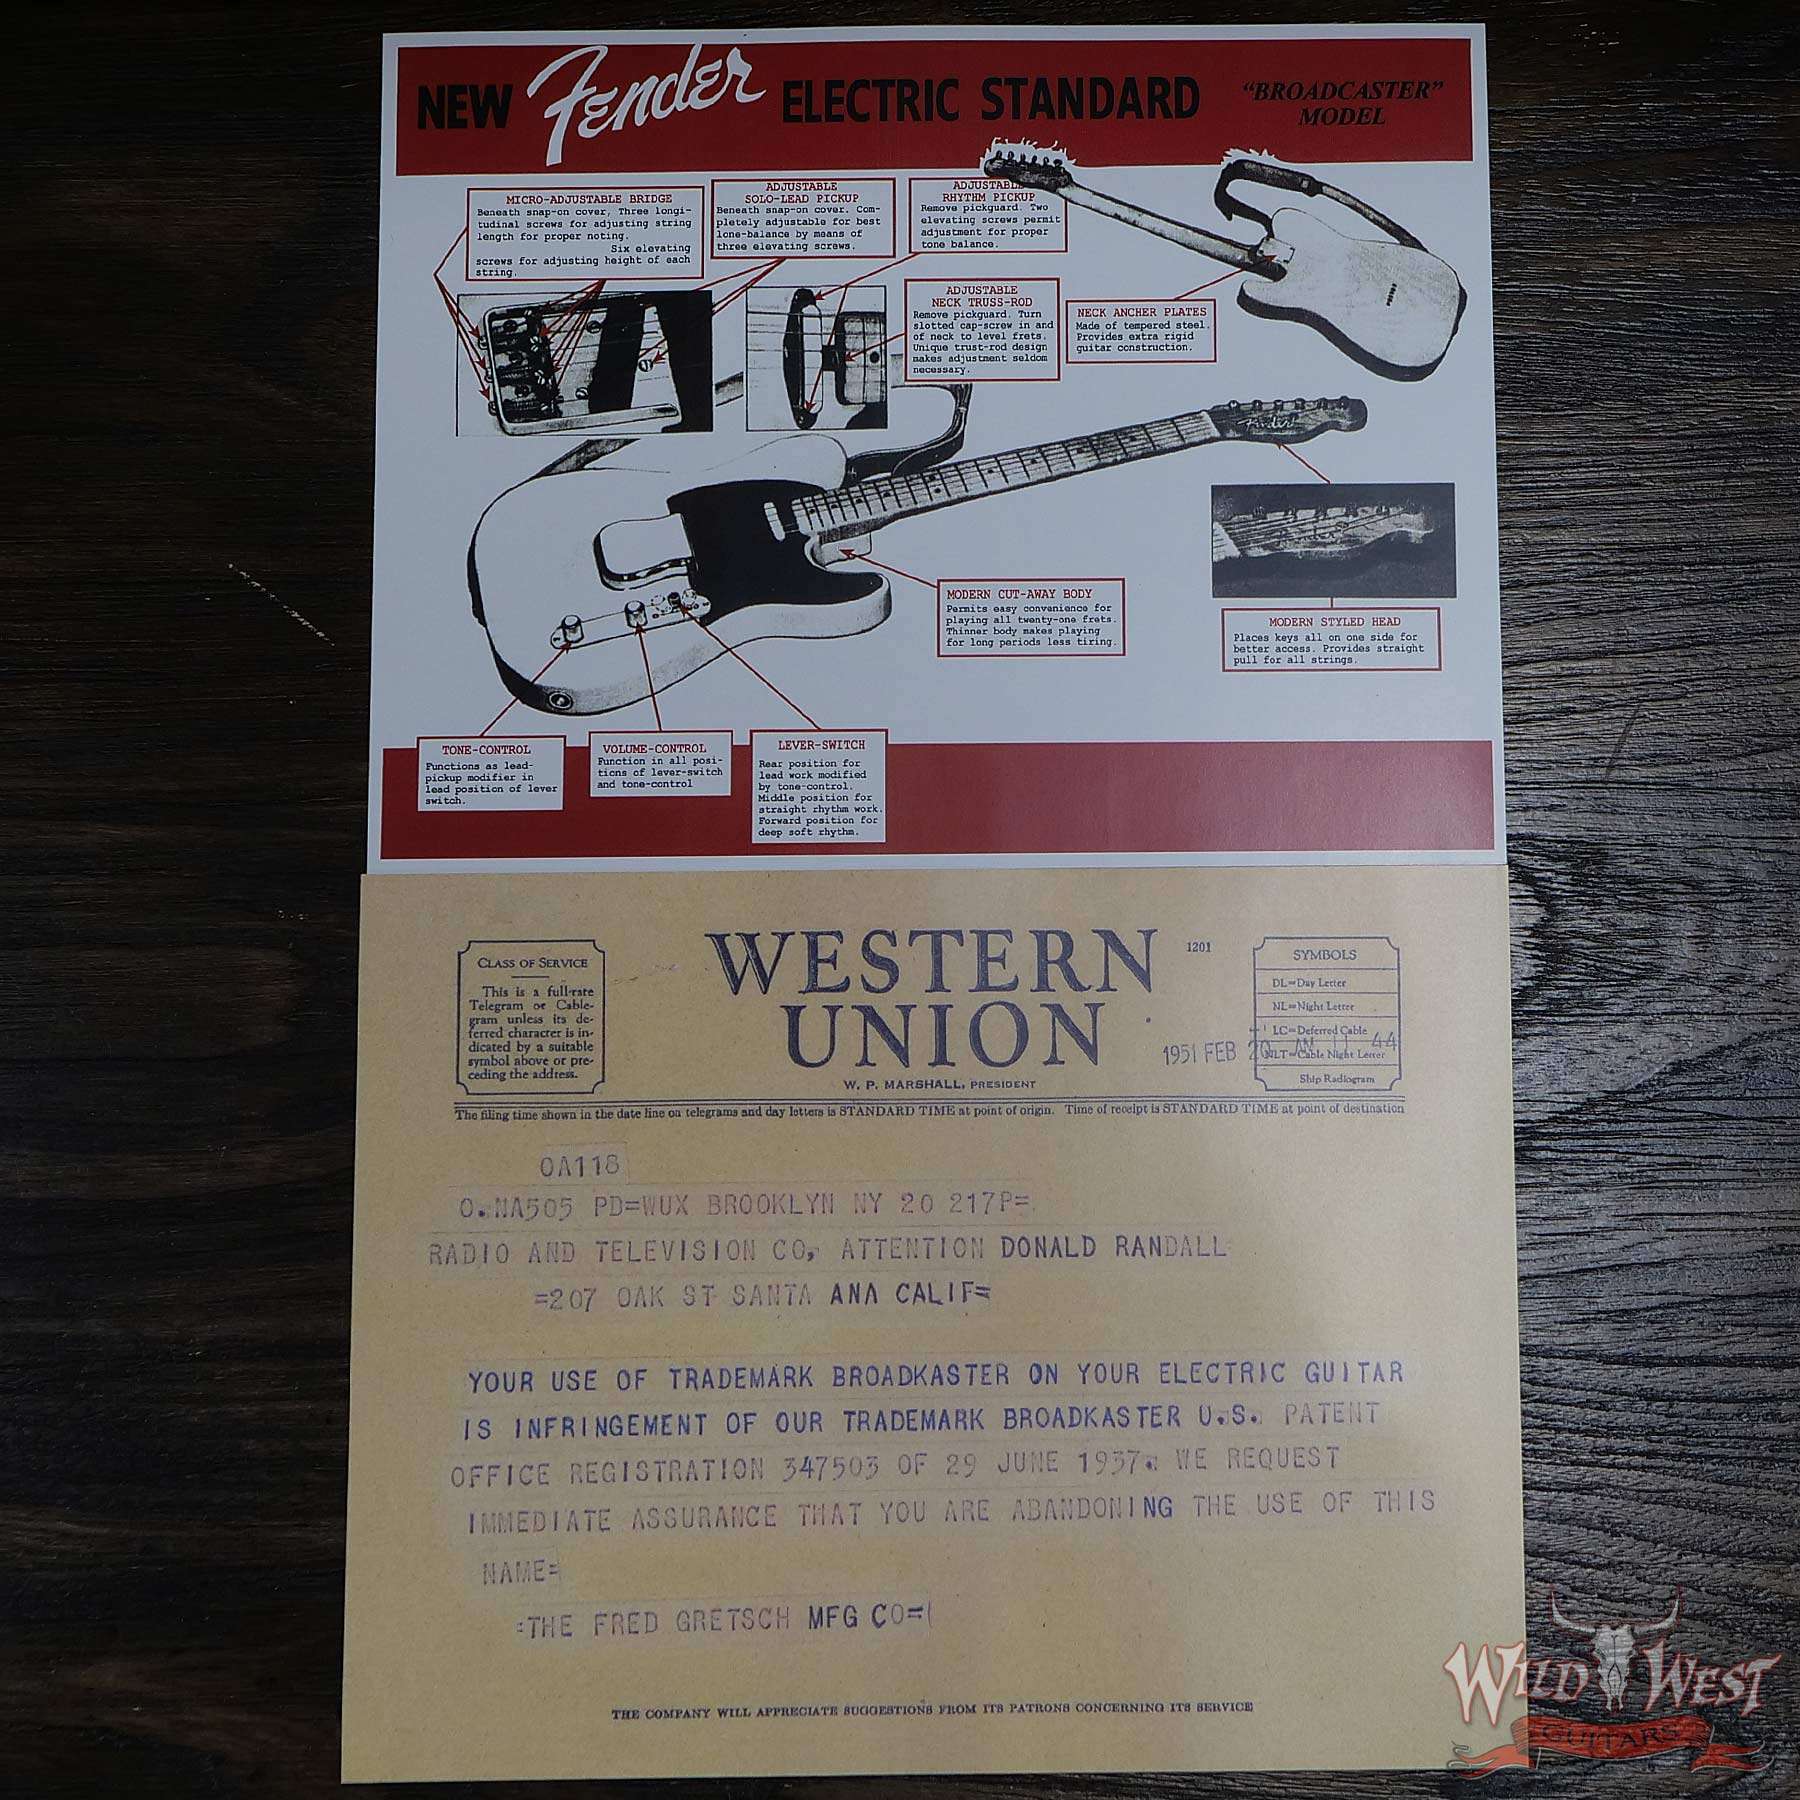 NEW Fender ELECTRIC STANDARD
"BROADCASTER"
MODEL
MICRO-ADJUSTABLE BRIDGE
Beneath snap-on cover, Three longi-
tudinal screws for adjusting string
length for proper noting.
Six elevating
screws for adjusting height of each
string.
ADJUSTABLE
SOLO-LEAD PICKUP
Beneath snap-on cover. Com-
pletely adjustable for best
lone-balance by means of
three elevating screws.
ADJUSTABLE
RHYTHM PICKUP
Remove pickguard. Two
elevating screws permit
adjustment for proper
tone balance.
ADJUSTABLE
NECK TRUSS-ROD
Remove pickguard. Turn
slotted cap-screw in and
of neck to level frets.
Unique trust-rod design
makes adjustment seldom
necessary.
NECK ANCHER PLATES
Made of tempered steel.
Provides extra rigid
guitar construction.
Fender
MODERN CUT-AWAY BODY
Permits easy convenience for
playing all twenty-one frets.
Thinner body makes playing
for long periods less tiring.
MODERN STYLED HEAD
Places keys all on one side for
better access. Provides straight
pull for all strings.
TONE-CONTROL
Functions as lead-
pickup modifier in
lead position of lever
switch.
VOLUME-CONTROL
Function in all posi-
tions of lever-switch
and tone-control
LEVER-SWITCH
Rear position for
lead work modified
by tone-control.
Middle position for
straight rhythm work.
Forward position for
deep soft rhythm.
CLASS OF SERVICE
This is a full-rate
Telegram or Cable-
gram unless its de-
ferred character is in-
dicated by a suitable
symbol above or pre-
ceding the address.
WESTERN
UNION
W. P. MARSHALL, PRESIDENT
1201
SYMBOLS
DL=Day Letter
NL=Night Letter
LC=Deferred Cable
NLT=Cable Night Letter
Ship Radiogram
1951 FEB 20 AM 11 44
The filing time shown in the date line on telegrams and day letters is STANDARD TIME at point of origin. Time of receipt is STANDARD TIME at point of destination
OA118
O.NA505 PD=WUX BROOKLYN NY 20 217P=
RADIO AND TELEVISION CO, ATTENTION DONALD RANDALL
=207 OAK ST SANTA ANA CALIF=
YOUR USE OF TRADEMARK BROADKASTER ON YOUR ELECTRIC GUITAR
IS INFRINGEMENT OF OUR TRADEMARK BROADKASTER U.S. PATENT
OFFICE REGISTRATION 347503 OF 29 JUNE 1937. WE REQUEST
IMMEDIATE ASSURANCE THAT YOU ARE ABANDONING THE USE OF THIS
NAME=
=THE FRED GRETSCH MFG CO=(
THE COMPANY WILL APPRECIATE SUGGESTIONS FROM ITS PATRONS CONCERNING ITS SERVICE
WILD WEST
GUITARS